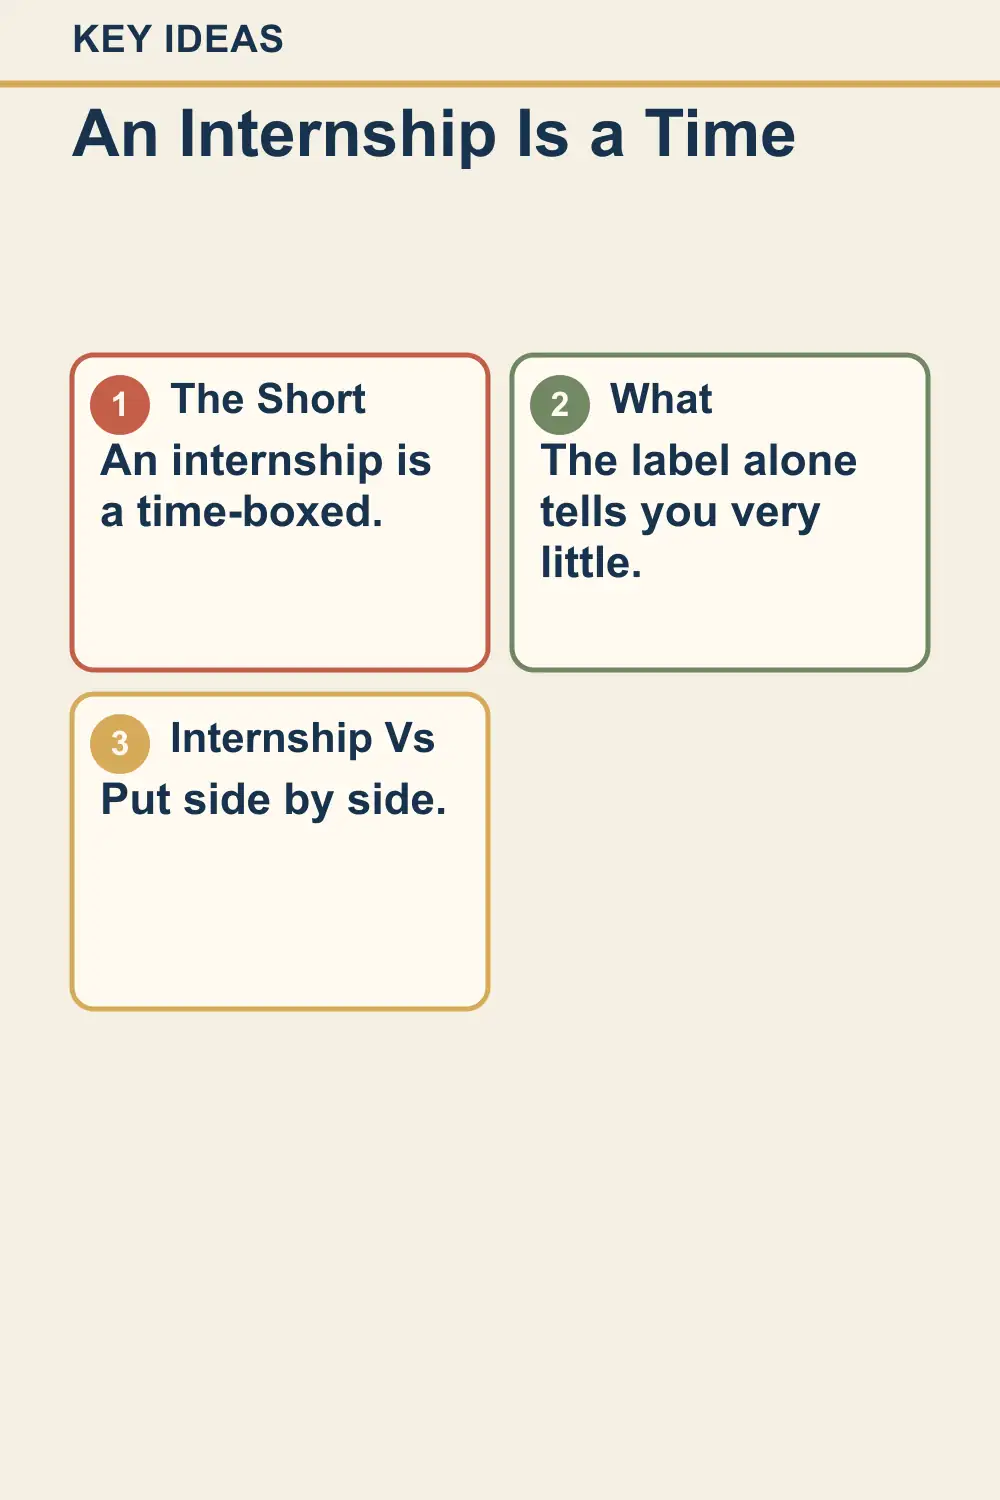 KEY IDEAS
An Internship Is a Time
1 The Short
An internship is
a time-boxed.
2 What
The label alone
tells you very
little.
3 Internship Vs
Put side by side.